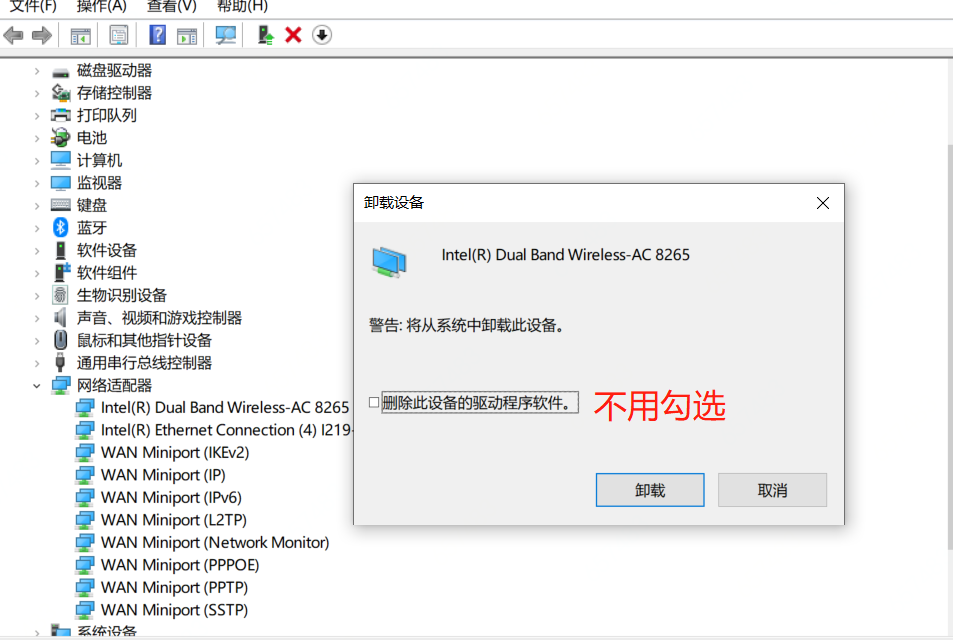 文件(F) 操作(A) 查看(V) 帮助(H)
磁盘驱动器
存储控制器
打印队列
电池
计算机
监视器
键盘
蓝牙
软件设备
软件组件
生物识别设备
声音、视频和游戏控制器
鼠标和其他指针设备
通用串行总线控制器
网络适配器
Intel(R) Dual Band Wireless-AC 8265
Intel(R) Ethernet Connection (4) I219-
WAN Miniport (IKEv2)
WAN Miniport (IP)
WAN Miniport (IPv6)
WAN Miniport (L2TP)
WAN Miniport (Network Monitor)
WAN Miniport (PPPOE)
WAN Miniport (PPTP)
WAN Miniport (SSTP)
系统设备
卸载设备
Intel(R) Dual Band Wireless-AC 8265
警告: 将从系统中卸载此设备。
删除此设备的驱动程序软件。 不用勾选
卸载 取消